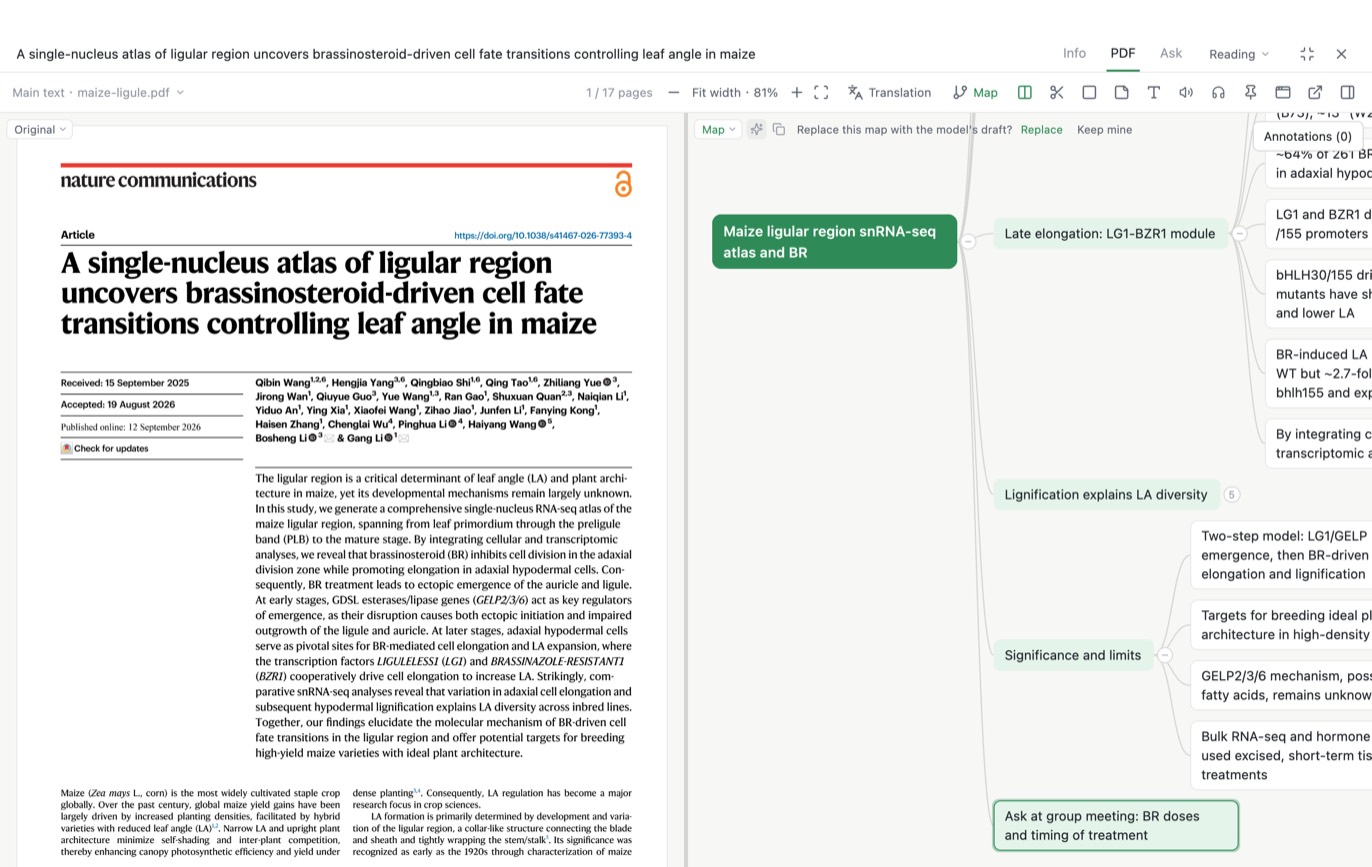 A single-nucleus atlas of ligular region uncovers brassinosteroid-driven cell fate transitions controlling leaf angle in maize
Info
PDF
Ask
Reading
Main text · maize-ligule.pdf
1 / 17 pages
Fit width · 81%
Translation
Map
Original
nature communications
Article
https://doi.org/10.1038/s41467-026-77393-4
A single-nucleus atlas of ligular region
uncovers brassinosteroid-driven cell fate
transitions controlling leaf angle in maize
Received: 15 September 2025
Accepted: 19 August 2026
Published online: 12 September 2026
Check for updates
Qibin Wang1,2,6, Hengjia Yang3,6, Qingbiao Shi1,6, Qing Tao1,6, Zhiliang Yue3,
Jirong Wan1, Qiuyue Guo3, Yue Wang1,3, Ran Gao1, Shuxuan Quan2,3, Naiqian Li1,
Yiduo An1, Ying Xia1, Xiaofei Wang1, Zihao Jiao1, Junfen Li1, Fanying Kong1,
Haisen Zhang1, Chenglai Wu4, Pinghua Li4, Haiyang Wang5,
Bosheng Li3 & Gang Li1
The ligular region is a critical determinant of leaf angle (LA) and plant archi-
tecture in maize, yet its developmental mechanisms remain largely unknown.
In this study, we generate a comprehensive single-nucleus RNA-seq atlas of the
maize ligular region, spanning from leaf primordium through the preligule
band (PLB) to the mature stage. By integrating cellular and transcriptomic
analyses, we reveal that brassinosteroid (BR) inhibits cell division in the adaxial
division zone while promoting elongation in adaxial hypodermal cells. Con-
sequently, BR treatment leads to ectopic emergence of the auricle and ligule.
At early stages, GDSL esterases/lipase genes (GELP2/3/6) act as key regulators
of emergence, as their disruption causes both ectopic initiation and impaired
outgrowth of the ligule and auricle. At later stages, adaxial hypodermal cells
serve as pivotal sites for BR-mediated cell elongation and LA expansion, where
the transcription factors LIGULELESS1 (LG1) and BRASSINAZOLE-RESISTANT1
(BZR1) cooperatively drive cell elongation to increase LA. Strikingly, com-
parative snRNA-seq analyses reveal that variation in adaxial cell elongation and
subsequent hypodermal lignification explains LA diversity across inbred lines.
Together, our findings elucidate the molecular mechanism of BR-driven cell
fate transitions in the ligular region and offer potential targets for breeding
high-yield maize varieties with ideal plant architecture.
Maize (Zea mays L., corn) is the most widely cultivated staple crop
globally. Over the past century, global maize yield gains have been
largely driven by increased planting densities, facilitated by hybrid
varieties with reduced leaf angle (LA)1,2. Narrow LA and upright plant
architecture minimize self-shading and inter-plant competition,
thereby enhancing canopy photosynthetic efficiency and yield under
dense planting3,4. Consequently, LA regulation has become a major
research focus in crop sciences.
LA formation is primarily determined by development and varia-
tion of the ligular region, a collar-like structure connecting the blade
and sheath and tightly wrapping the stem/stalk5. Its significance was
recognized as early as the 1920s through characterization of maize
Map
Replace this map with the model's draft?
Replace
Keep mine
Annotations (0)
~64% of 261 BR
in adaxial hypoc
Maize ligular region snRNA-seq
atlas and BR
Late elongation: LG1-BZR1 module
LG1 and BZR1 d
/155 promoters
bHLH30/155 dri
mutants have sh
and lower LA
BR-induced LA
WT but ~2.7-fol
bhlh155 and exp
By integrating c
transcriptomic a
Lignification explains LA diversity
5
Two-step model: LG1/GELP
emergence, then BR-driven
elongation and lignification
Targets for breeding ideal pl
architecture in high-density
Significance and limits
GELP2/3/6 mechanism, poss
fatty acids, remains unknow
Bulk RNA-seq and hormone
used excised, short-term tis
treatments
Ask at group meeting: BR doses
and timing of treatment